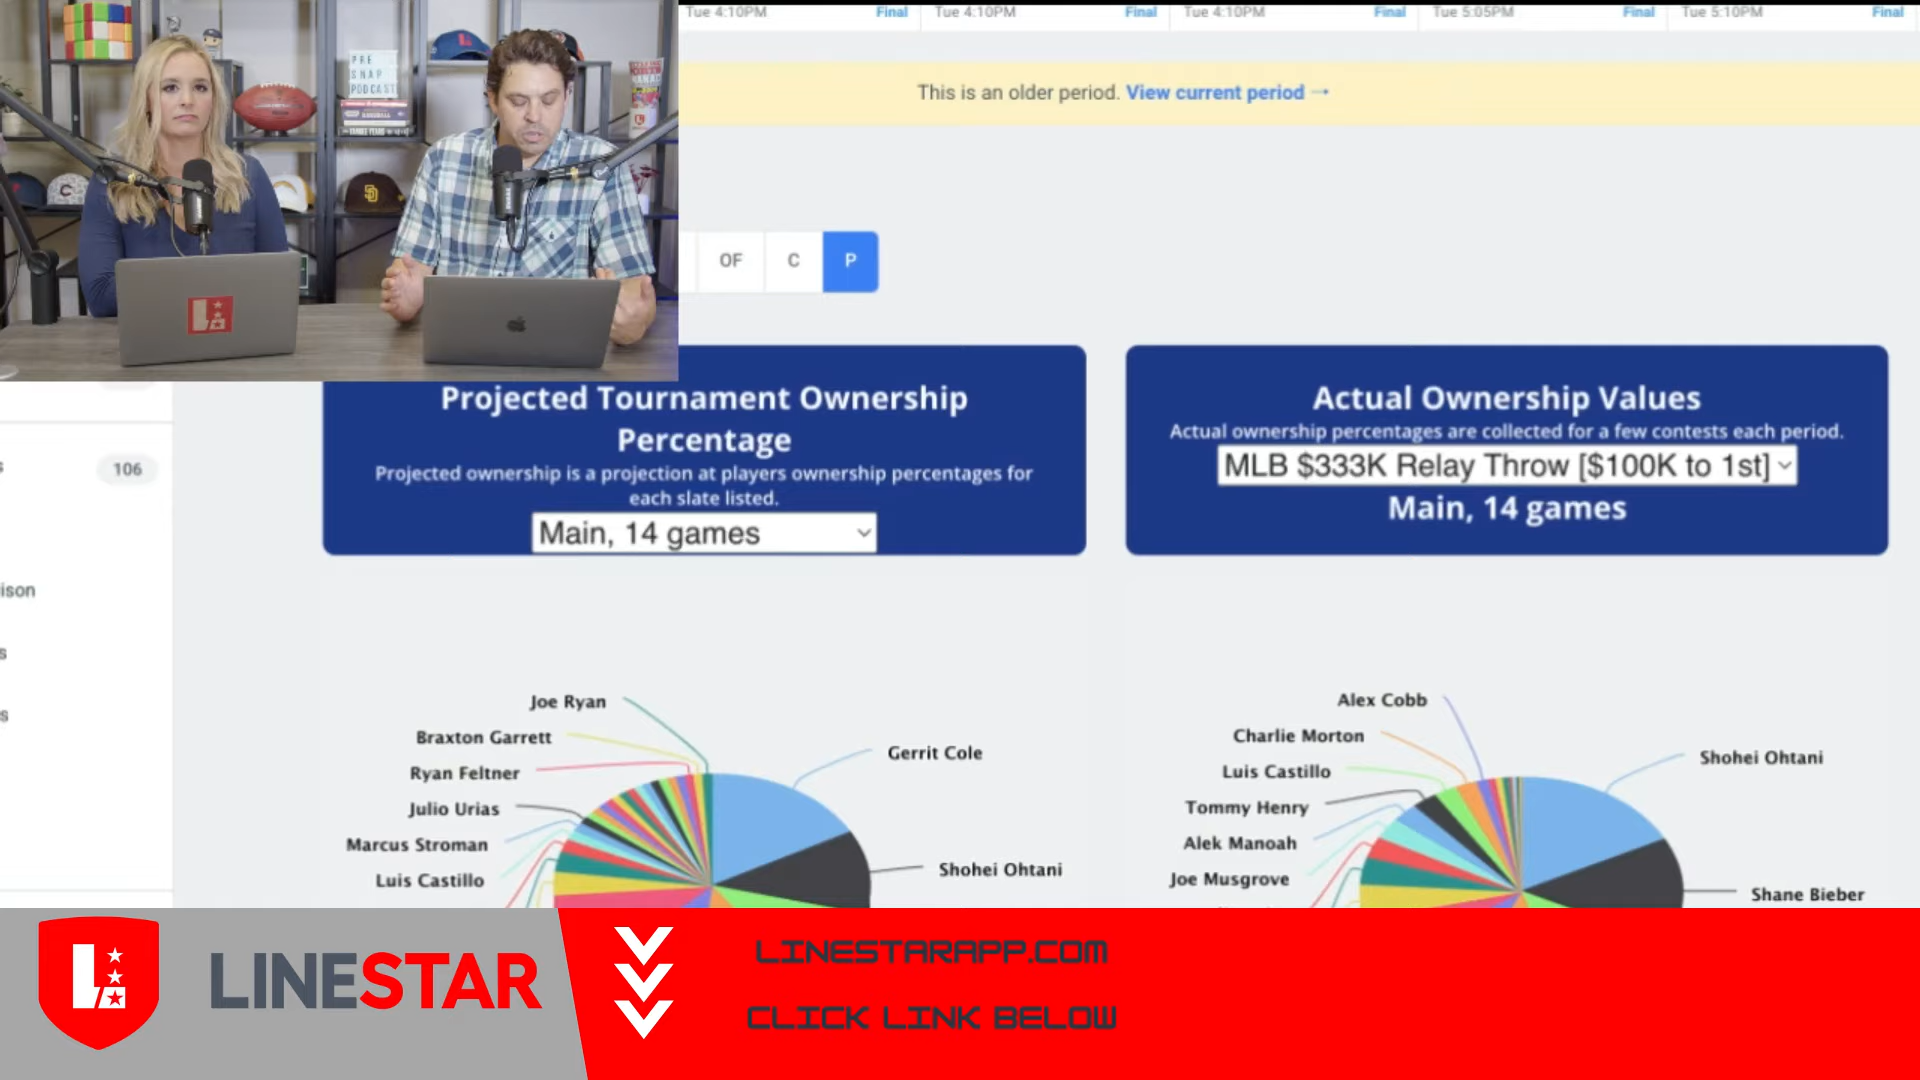 Tue 4:10PM Final
Tue 4:10PM Final
Tue 4:10PM Final
Tue 5:05PM Final
Tue 5:10PM Final
PRE
SNAP
PODCAST
This is an older period. View current period →
OF
C
P
106
ison
s
s
Projected Tournament Ownership
Percentage
Projected ownership is a projection at players ownership percentages for
each slate listed.
Main, 14 games
Actual Ownership Values
Actual ownership percentages are collected for a few contests each period.
MLB $333K Relay Throw [$100K to 1st]
Main, 14 games
Joe Ryan
Braxton Garrett
Ryan Feltner
Julio Urias
Marcus Stroman
Luis Castillo
Gerrit Cole
Shohei Ohtani
Alex Cobb
Charlie Morton
Luis Castillo
Tommy Henry
Alek Manoah
Joe Musgrove
Shohei Ohtani
Shane Bieber
LINESTAR
LINESTARAPP.COM
CLICK LINK BELOW